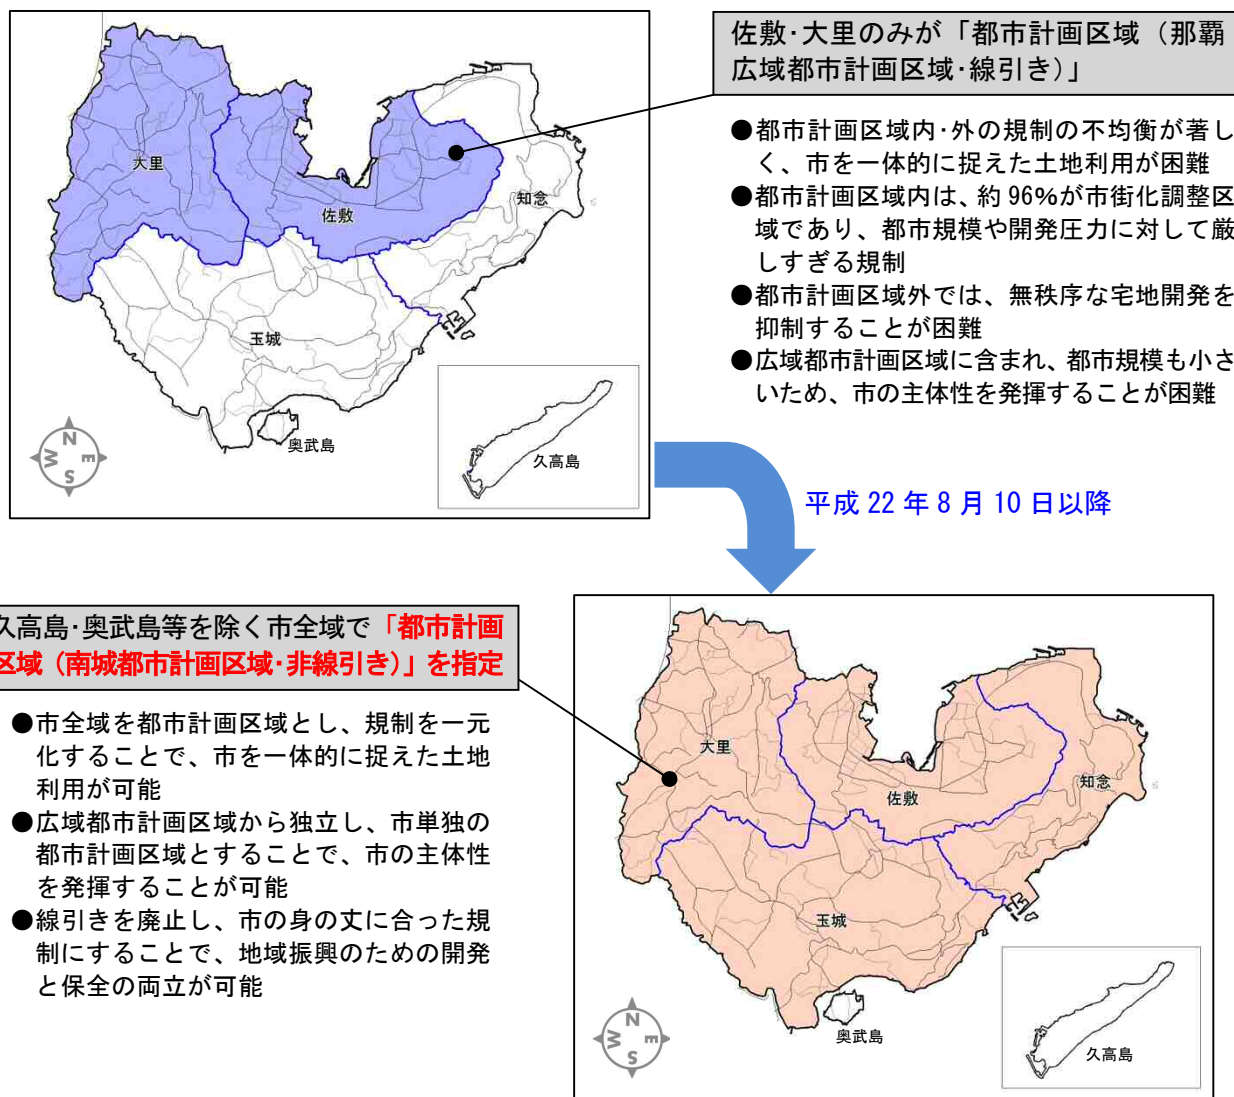 佐敷・大里のみが「都市計画区域（那覇
広域都市計画区域・線引き）」
●都市計画区域内・外の規制の不均衡が著し
く、市を一体的に捉えた土地利用が困難
●都市計画区域内は、約96％が市街化調整区
域であり、都市規模や開発圧力に対して厳
しすぎる規制
●都市計画区域外では、無秩序な宅地開発を
抑制することが困難
●広域都市計画区域に含まれ、都市規模も小さ
いため、市の主体性を発揮することが困難
大里
佐敷
知念
玉城
奥武島
久高島
N
E
S
W
平成22年8月10日以降
久高島・奥武島等を除く市全域で「都市計画
区域（南城都市計画区域・非線引き）」を指定
●市全域を都市計画区域とし、規制を一元
化することで、市を一体的に捉えた土地
利用が可能
●広域都市計画区域から独立し、市単独の
都市計画区域とすることで、市の主体性
を発揮することが可能
●線引きを廃止し、市の身の丈に合った規
制にすることで、地域振興のための開発
と保全の両立が可能
大里
佐敷
知念
玉城
奥武島
久高島
N
E
S
W